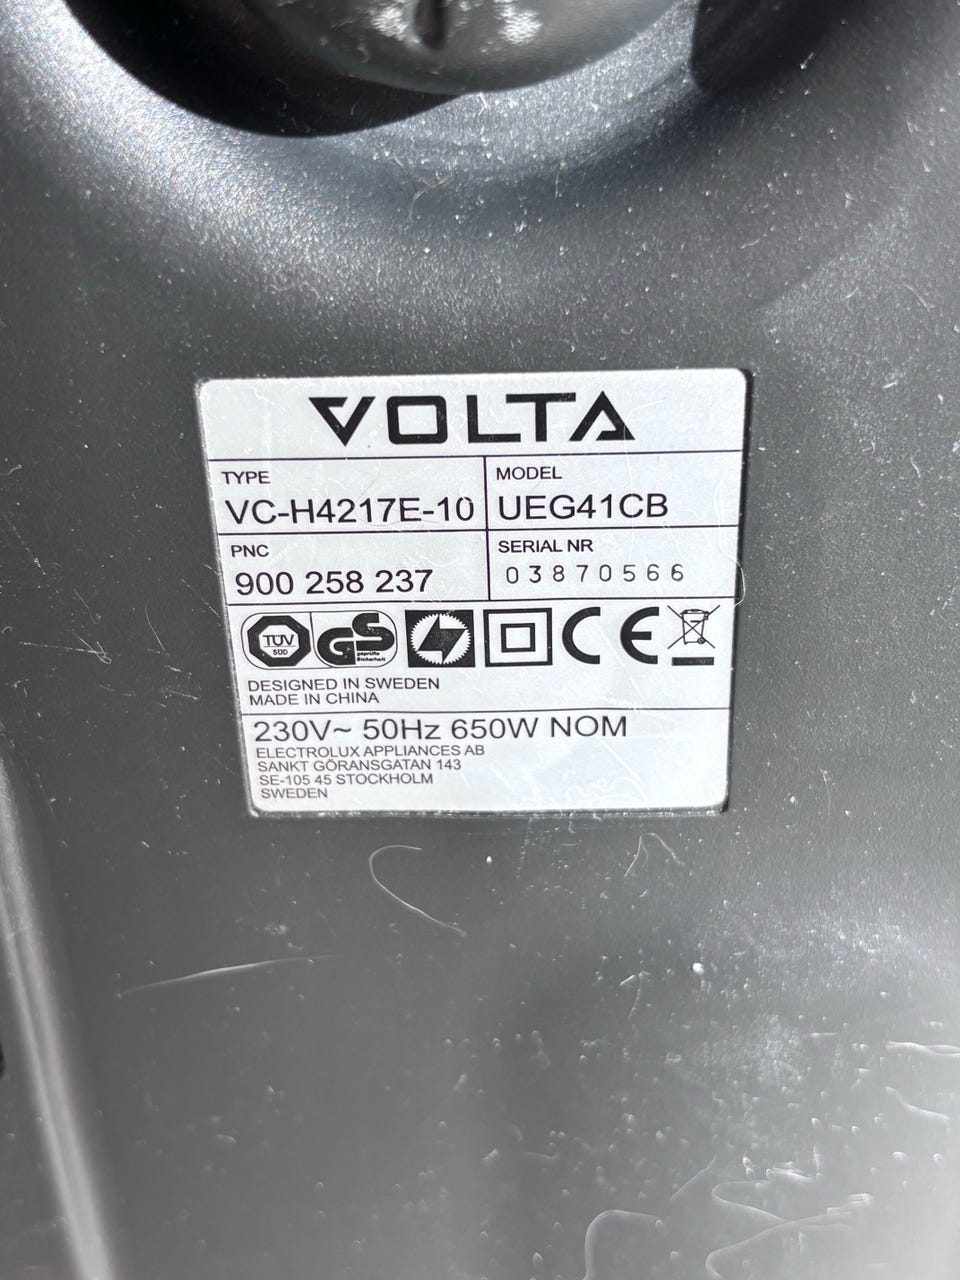 VOLTA
TYPE
VC-H4217E-10
MODEL
UEG41CB
PNC
900 258 237
SERIAL NR
03870566
TÜV
SÜD
GS
geprüfte
Sicherheit
CE
DESIGNED IN SWEDEN
MADE IN CHINA
230V~ 50Hz 650W NOM
ELECTROLUX APPLIANCES AB
SANKT GÖRANSGATAN 143
SE-105 45 STOCKHOLM
SWEDEN